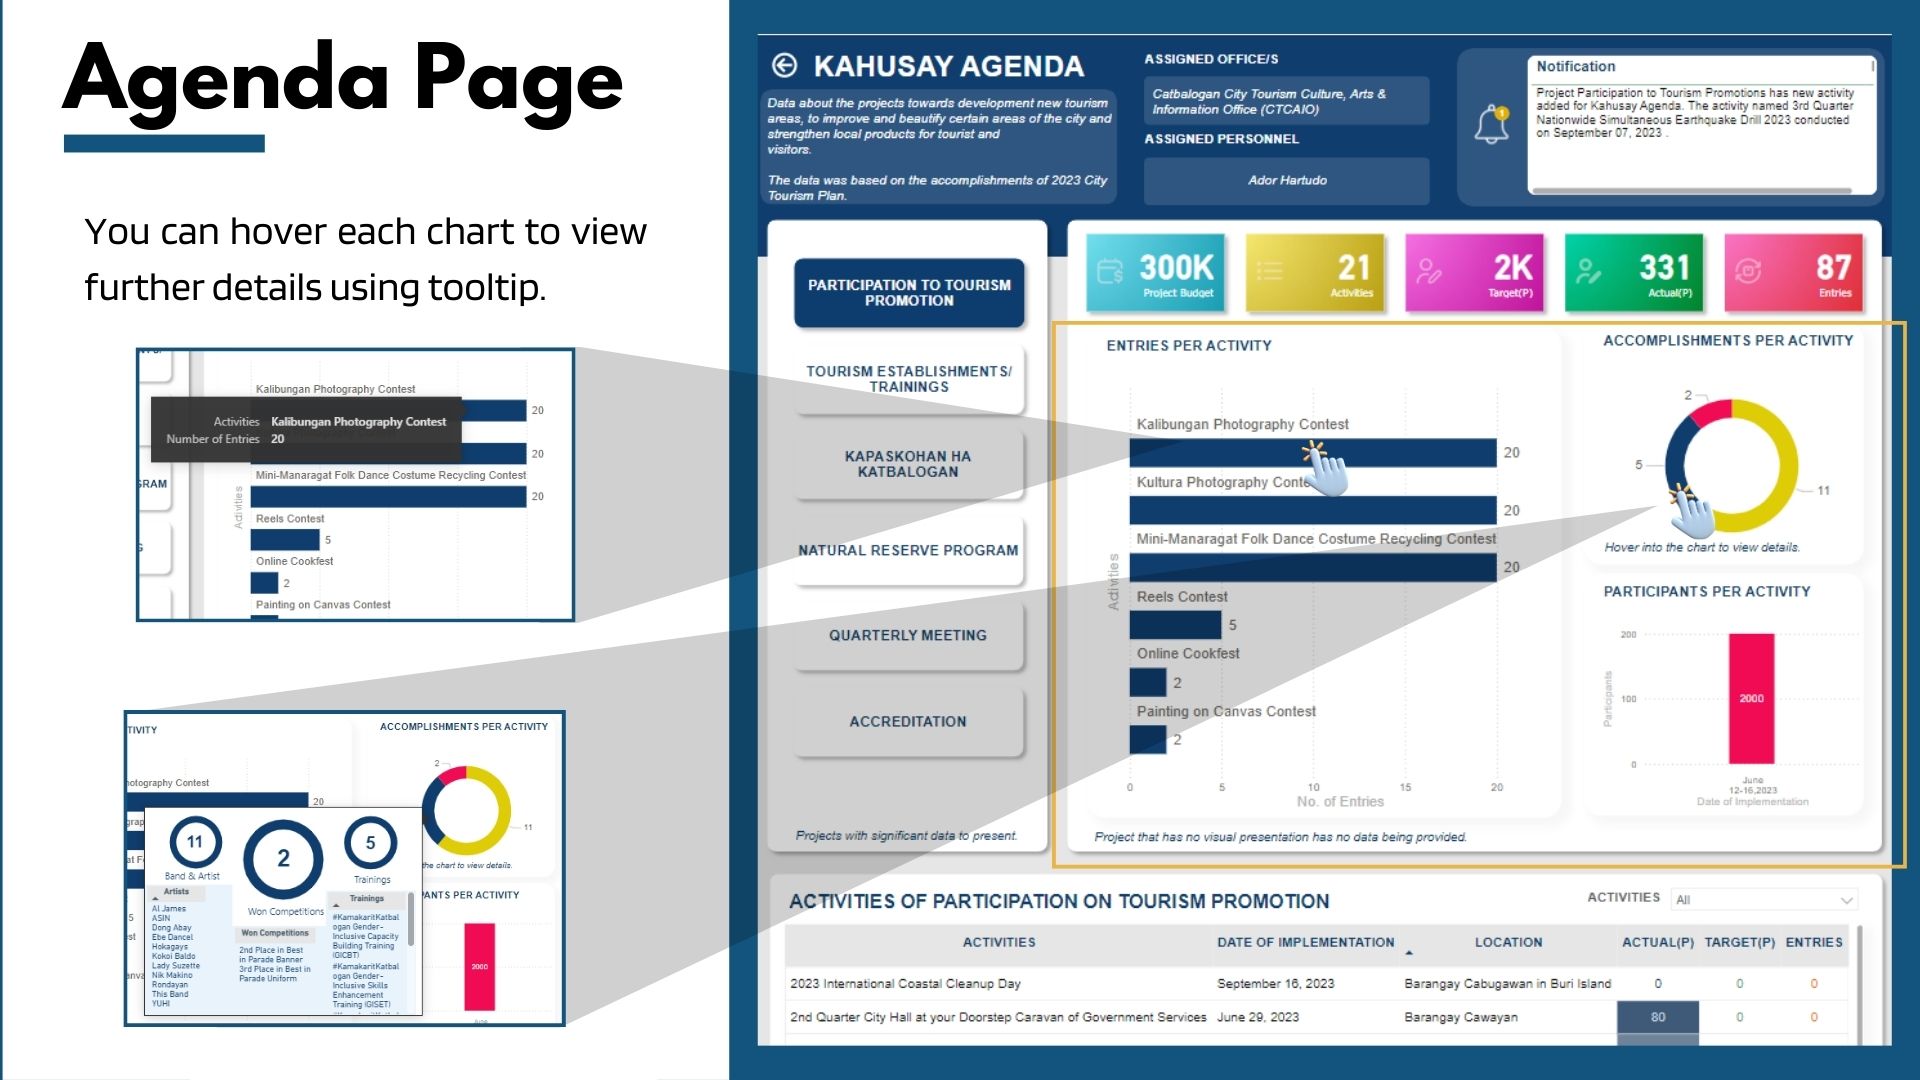 Agenda Page
You can hover each chart to view
further details using tooltip.
Kalibungan Photography Contest
20
Activities Kalibungan Photography Contest
Number of Entries 20
20
Mini-Manaragat Folk Dance Costume Recycling Contest
20
Activities
Reels Contest
5
Online Cookfest
2
Painting on Canvas Contest
RAM
TIVITY
ACCOMPLISHMENTS PER ACTIVITY
2
11
hotography Contest
20
the chart to view details.
PANTS PER ACTIVITY
2000
11
Band & Artist
2
Won Competitions
5
Trainings
Artists
Al James
ASIN
Dong Abay
Ebe Dancel
Hokagays
Kokoi Baldo
Lady Suzette
Nik Makino
Rondayan
This Band
YUHI
Won Competitions
2nd Place in Best
in Parade Banner
3rd Place in Best in
Parade Uniform
Trainings
#KamakaritKatbal
ogan Gender-
Inclusive Capacity
Building Training
(GICBT)
#KamakaritKatbal
ogan Gender-
Inclusive Skills
Enhancement
Training (GISET)
KAHUSAY AGENDA
Data about the projects towards development new tourism
areas, to improve and beautify certain areas of the city and
strengthen local products for tourist and
visitors.
The data was based on the accomplishments of 2023 City
Tourism Plan.
ASSIGNED OFFICE/S
Catbalogan City Tourism Culture, Arts &
Information Office (CTCAIO)
ASSIGNED PERSONNEL
Ador Hartudo
1
Notification
Project Participation to Tourism Promotions has new activity
added for Kahusay Agenda. The activity named 3rd Quarter
Nationwide Simultaneous Earthquake Drill 2023 conducted
on September 07, 2023 .
PARTICIPATION TO TOURISM
PROMOTION
TOURISM ESTABLISHMENTS/
TRAININGS
KAPASKOHAN HA
KATBALOGAN
NATURAL RESERVE PROGRAM
QUARTERLY MEETING
ACCREDITATION
Projects with significant data to present.
300K
Project Budget
21
Activities
2K
Target(P)
331
Actual(P)
87
Entries
ENTRIES PER ACTIVITY
Kalibungan Photography Contest
20
Kultura Photography Conte
20
Mini-Manaragat Folk Dance Costume Recycling Contest
20
Activities
Reels Contest
5
Online Cookfest
2
Painting on Canvas Contest
2
0 5 10 15 20
No. of Entries
Project that has no visual presentation has no data being provided.
ACCOMPLISHMENTS PER ACTIVITY
2
5
11
Hover into the chart to view details.
PARTICIPANTS PER ACTIVITY
200
100
0
Participants
2000
June
12-16,2023
Date of Implementation
ACTIVITIES OF PARTICIPATION ON TOURISM PROMOTION
ACTIVITIES All
ACTIVITIES DATE OF IMPLEMENTATION LOCATION ACTUAL(P) TARGET(P) ENTRIES
2023 International Coastal Cleanup Day September 16, 2023 Barangay Cabugawan in Buri Island 0 0 0
2nd Quarter City Hall at your Doorstep Caravan of Government Services June 29, 2023 Barangay Cawayan 80 0 0